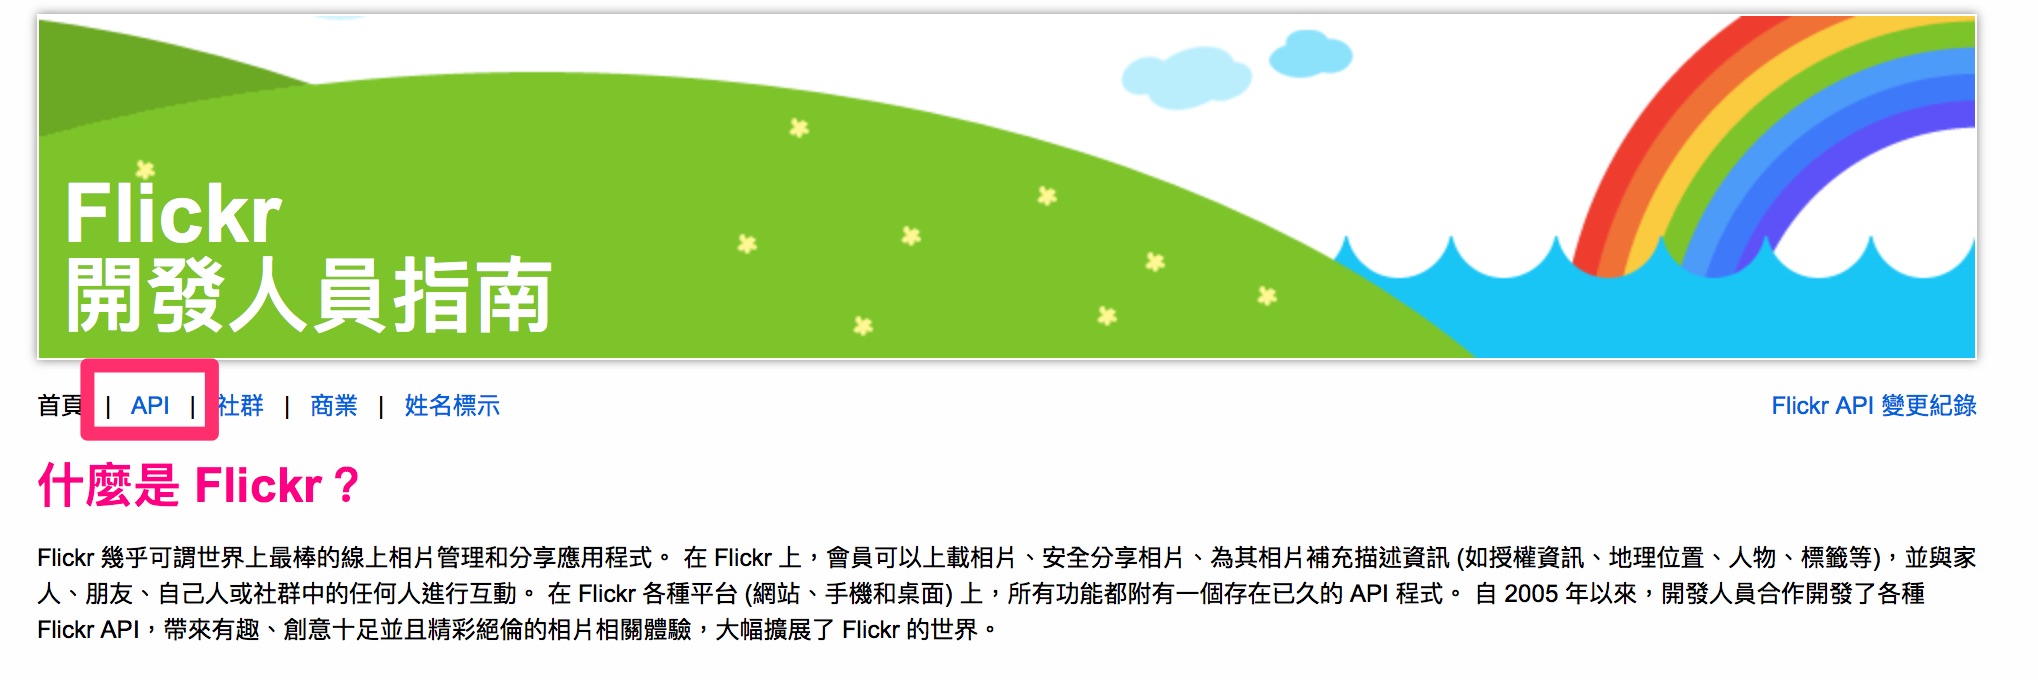 Flickr
開發人員指南
首頁 | API | 社群 | 商業 | 姓名標示 Flickr API 變更紀錄
什麼是 Flickr？
Flickr 幾乎可謂世界上最棒的線上相片管理和分享應用程式。 在 Flickr 上，會員可以上載相片、安全分享相片、為其相片補充描述資訊 (如授權資訊、地理位置、人物、標籤等)，並與家
人、朋友、自己人或社群中的任何人進行互動。 在 Flickr 各種平台 (網站、手機和桌面) 上，所有功能都附有一個存在已久的 API 程式。 自 2005 年以來，開發人員合作開發了各種
Flickr API，帶來有趣、創意十足並且精彩絕倫的相片相關體驗，大幅擴展了 Flickr 的世界。